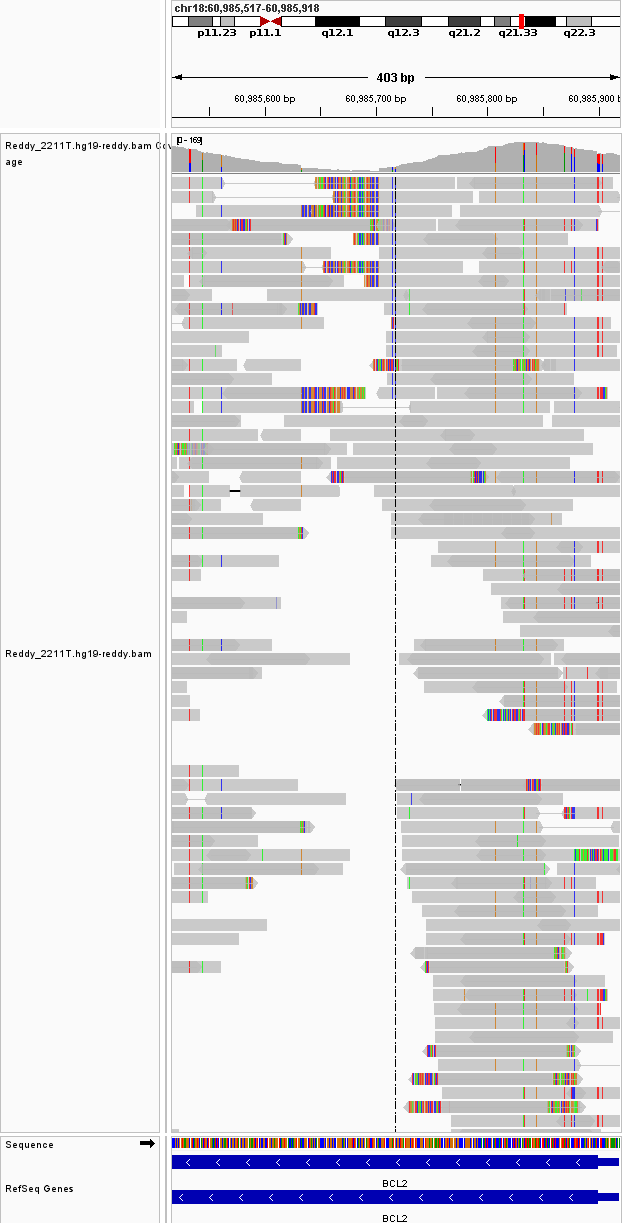 chr18:60,985,517-60,985,918
p11.23 p11.1 q12.1 q12.3 q21.2 q21.33 q22.3
403 bp
60,985,600 bp 60,985,700 bp 60,985,800 bp 60,985,900 b
Reddy_2211T.hg19-reddy.bam Cov
age
[0 - 169]
Reddy_2211T.hg19-reddy.bam
Sequence
RefSeq Genes
BCL2
BCL2